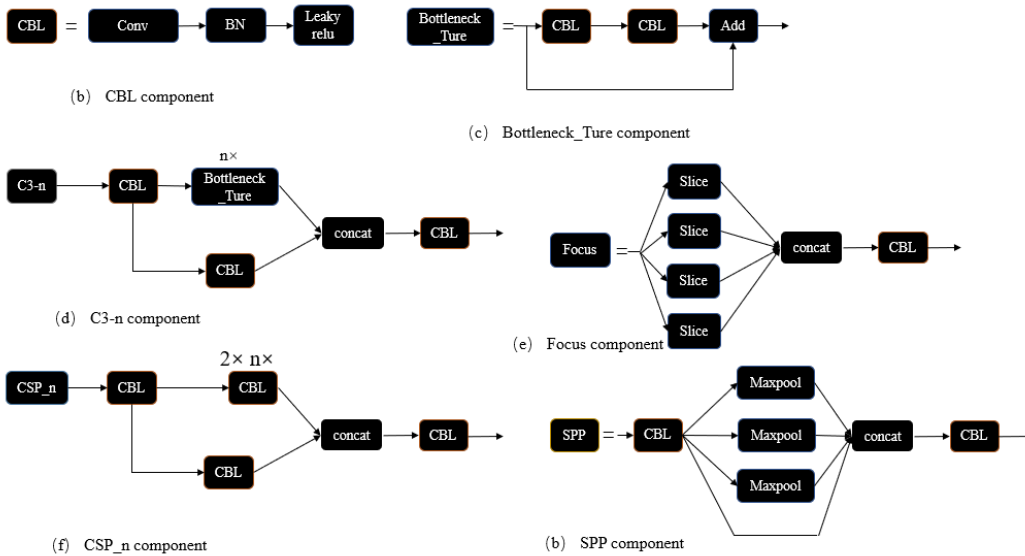 CBL = Conv BN Leaky
relu
Bottleneck
_Ture = CBL CBL Add
(b) CBL component
(c) Bottleneck_Ture component
n×
C3-n CBL Bottleneck
_Ture
concat CBL
CBL
(d) C3-n component
Slice
Slice
Focus = concat CBL
Slice
Slice
(e) Focus component
2× n×
CSP_n CBL CBL
concat CBL
CBL
(f) CSP_n component
Maxpool
SPP = CBL Maxpool concat CBL
Maxpool
(b) SPP component